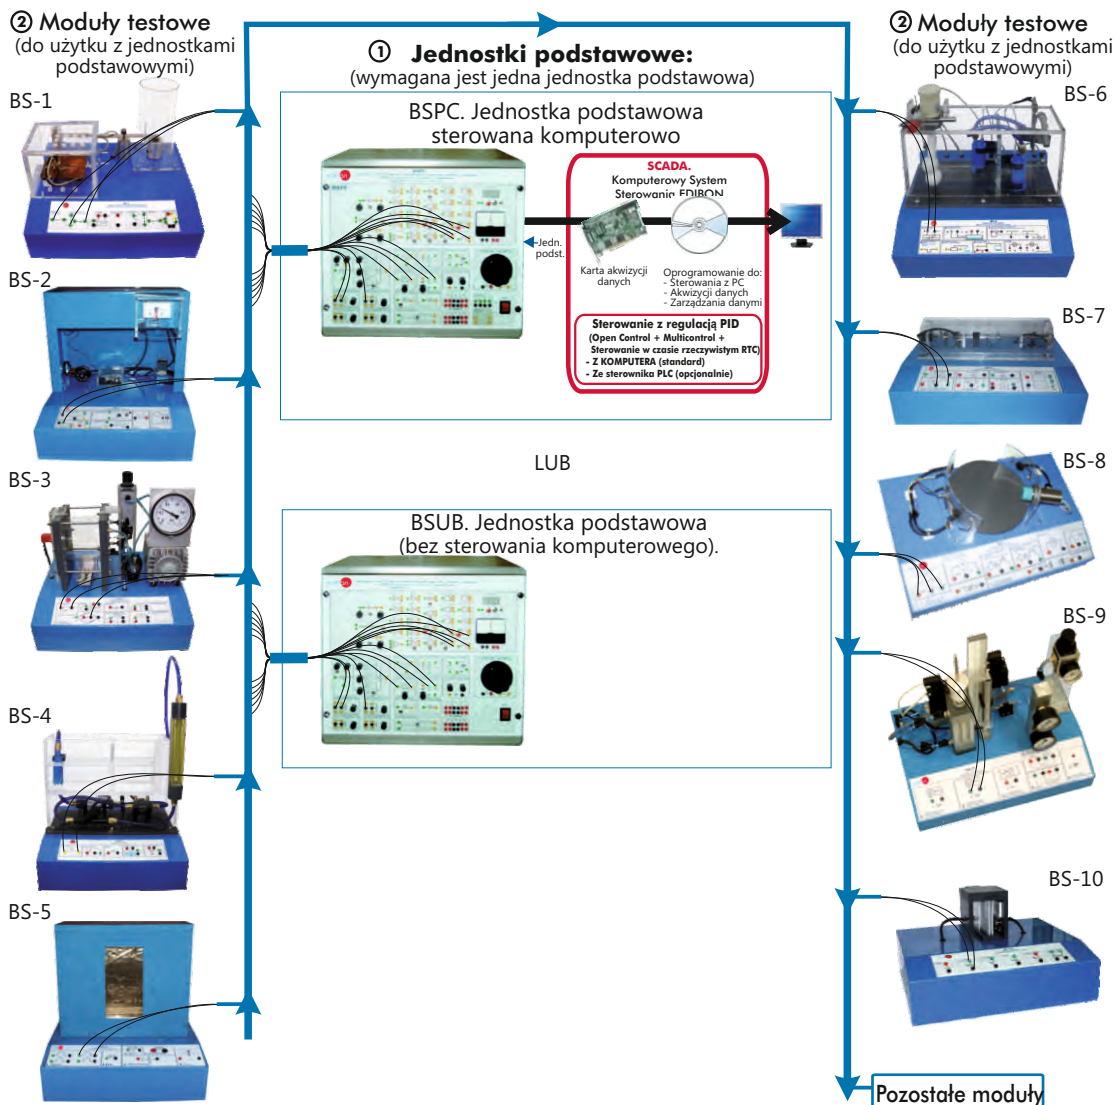 ② Moduły testowe
(do użytku z jednostkami
podstawowymi)
BS-1
BS-2
BS-3
BS-4
BS-5
① Jednostki podstawowe:
(wymagana jest jedna jednostka podstawowa)
BSPC. Jednostka podstawowa
sterowana komputerowo
Jedn.
podst.
SCADA.
Komputerowy System
Sterowania EDIBON
Karta akwizycji
danych
Oprogramowanie do:
- Sterowania z PC
- Akwizycji danych
- Zarządzania danymi
Sterowanie z regulacją PID
(Open Control + Multicontrol +
Sterowanie w czasie rzeczywistym RTC)
- Z KOMPUTERA (standard)
- Ze sterownika PLC (opcjonalnie)
LUB
BSUB. Jednostka podstawowa
(bez sterowania komputerowego).
② Moduły testowe
(do użytku z jednostkami
podstawowymi)
BS-6
BS-7
BS-8
BS-9
BS-10
Pozostałe moduły